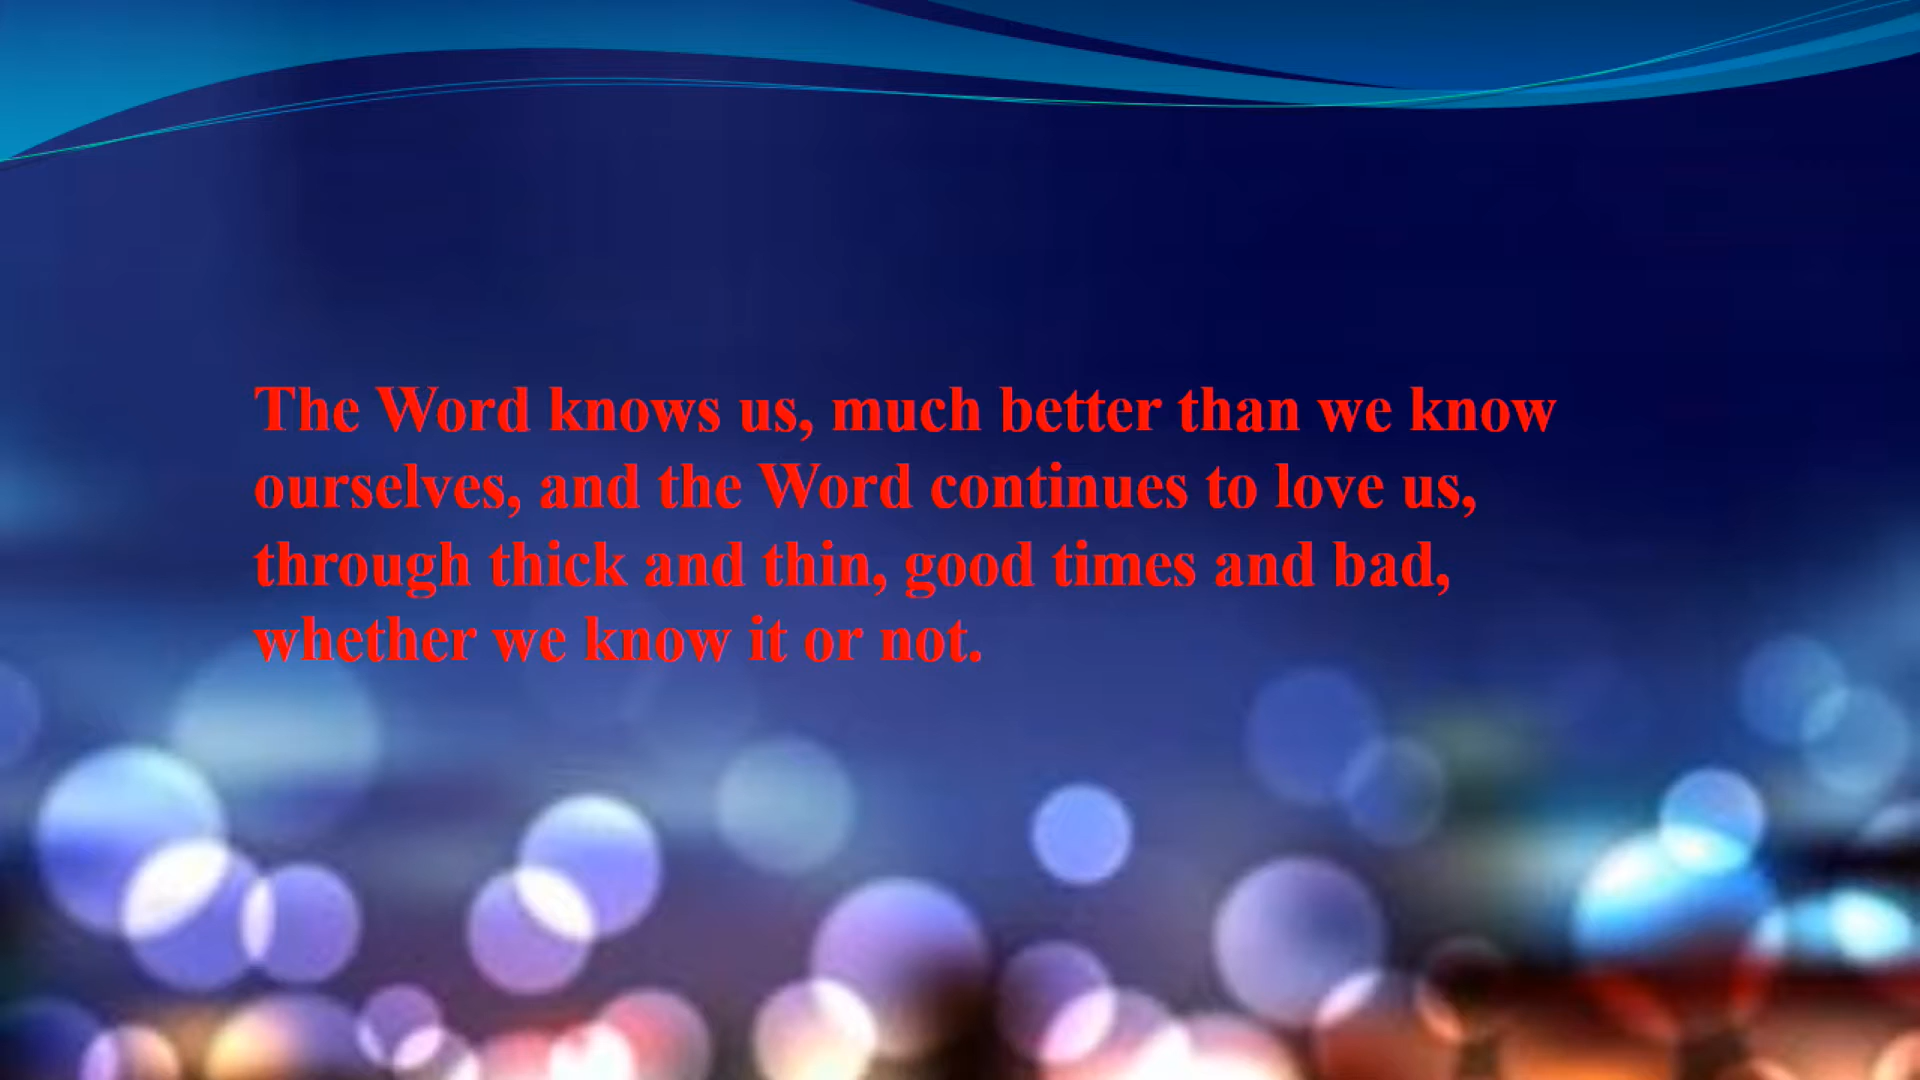 The Word knows us, much better than we know
ourselves, and the Word continues to love us,
through thick and thin, good times and bad,
whether we know it or not.